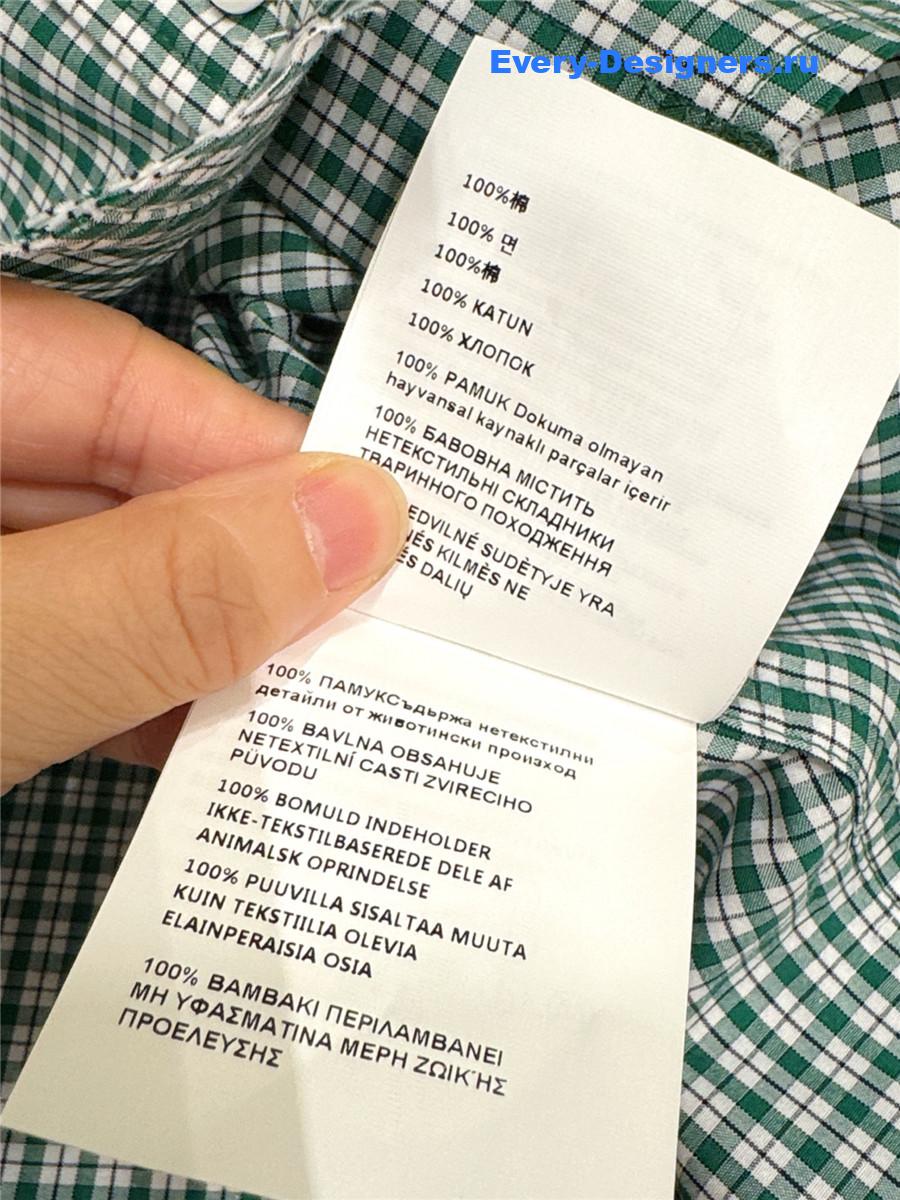 Every-Designers.ru
100%棉
100% 면
100%棉
100% KATUN
100% ХЛОПОК
100% PAMUK Dokuma olmayan
hayvansal kaynaklı parçalar içerir
100% БАВОВНА МІСТИТЬ
НЕТЕКСТИЛЬНІ СКЛАДНИКИ
ТВАРИННОГО ПОХОДЖЕННЯ
SUDĖTYJE YRA
KILMĖS NE
DALIŲ
100% ПАМУКСъдържа нетекстилни
детайли от животински произход
100% BAVLNA OBSAHUJE
NETEXTILNÍ CASTI ZVIRECIHO
PÜVODU
100% BOMULD INDEHOLDER
IKKE-TEKSTILBASEREDE DELE AF
ANIMALSK OPRINDELSE
100% PUUVILLA SISALTAA MUUTA
KUIN TEKSTIILIA OLEVIA
ELAINPERAISIA OSIA
100% ΒΑΜΒΑΚΙ ΠΕΡΙΛΑΜΒΑΝΕΙ
ΜΗ ΥΦΑΣΜΑΤΙΝΑ ΜΕΡΗ ΖΩΙΚ¨ΗΣ
ΠΡΟΕΛΕΥΣΗΣ